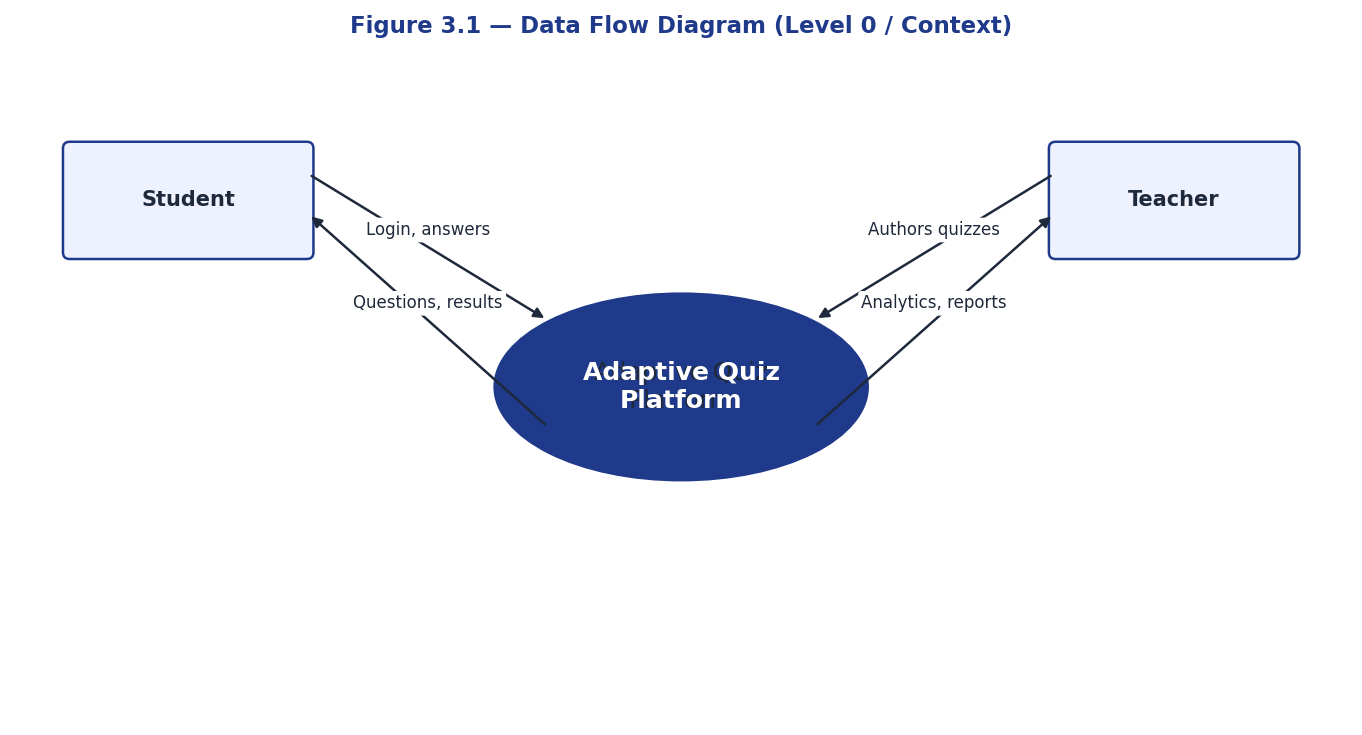 Figure 3.1 — Data Flow Diagram (Level 0 / Context)
Student
Teacher
Login, answers
Authors quizzes
Questions, results
Analytics, reports
Adaptive Quiz
Platform